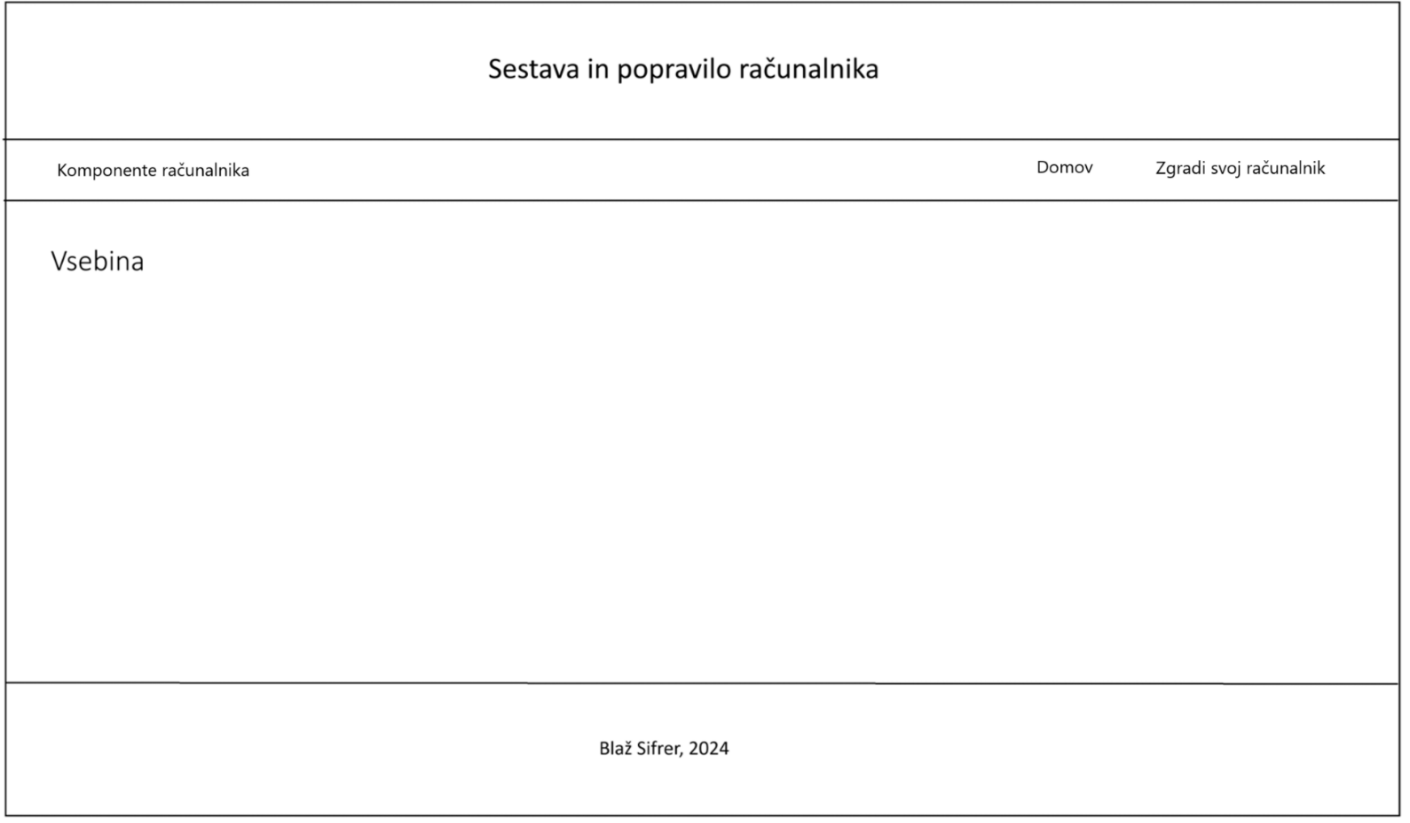 Sestava in popravilo računalnika
Komponente računalnika
Domov
Zgradi svoj računalnik
Vsebina
Blaž Sifrer, 2024